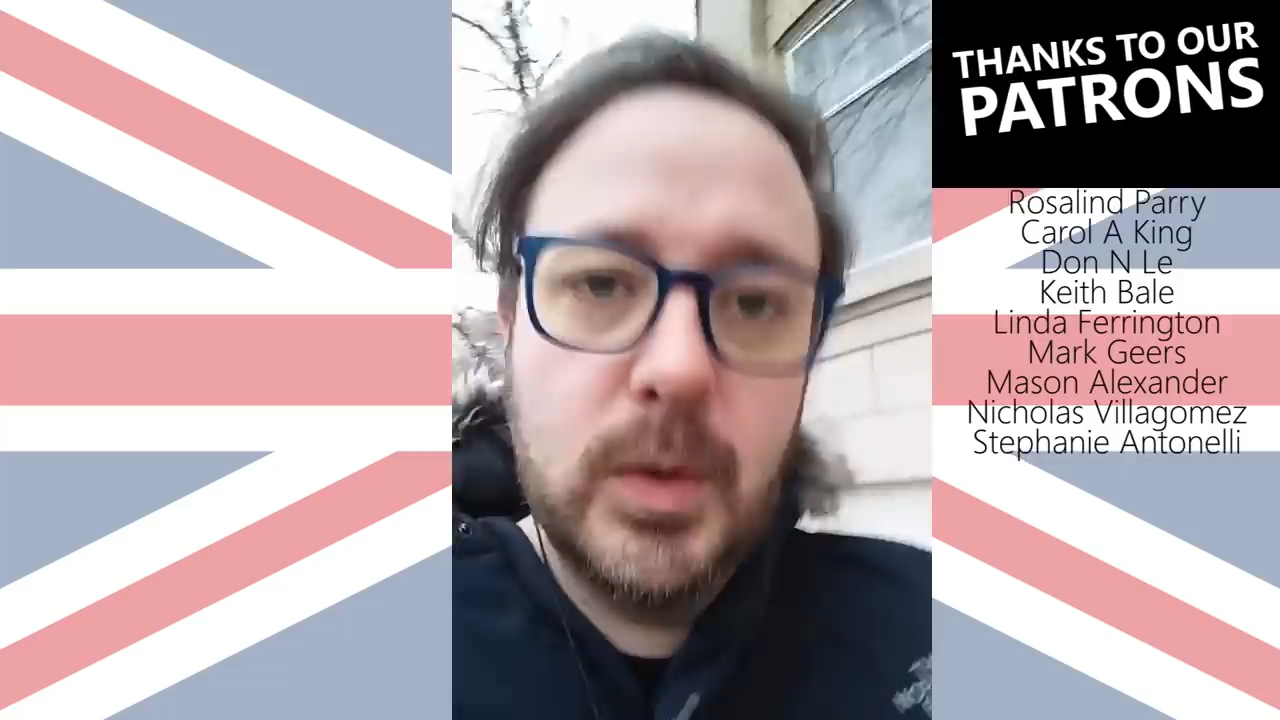 THANKS TO OUR
PATRONS
Rosalind Parry
Carol A King
Don N Le
Keith Bale
Linda Ferrington
Mark Geers
Mason Alexander
Nicholas Villagomez
Stephanie Antonelli